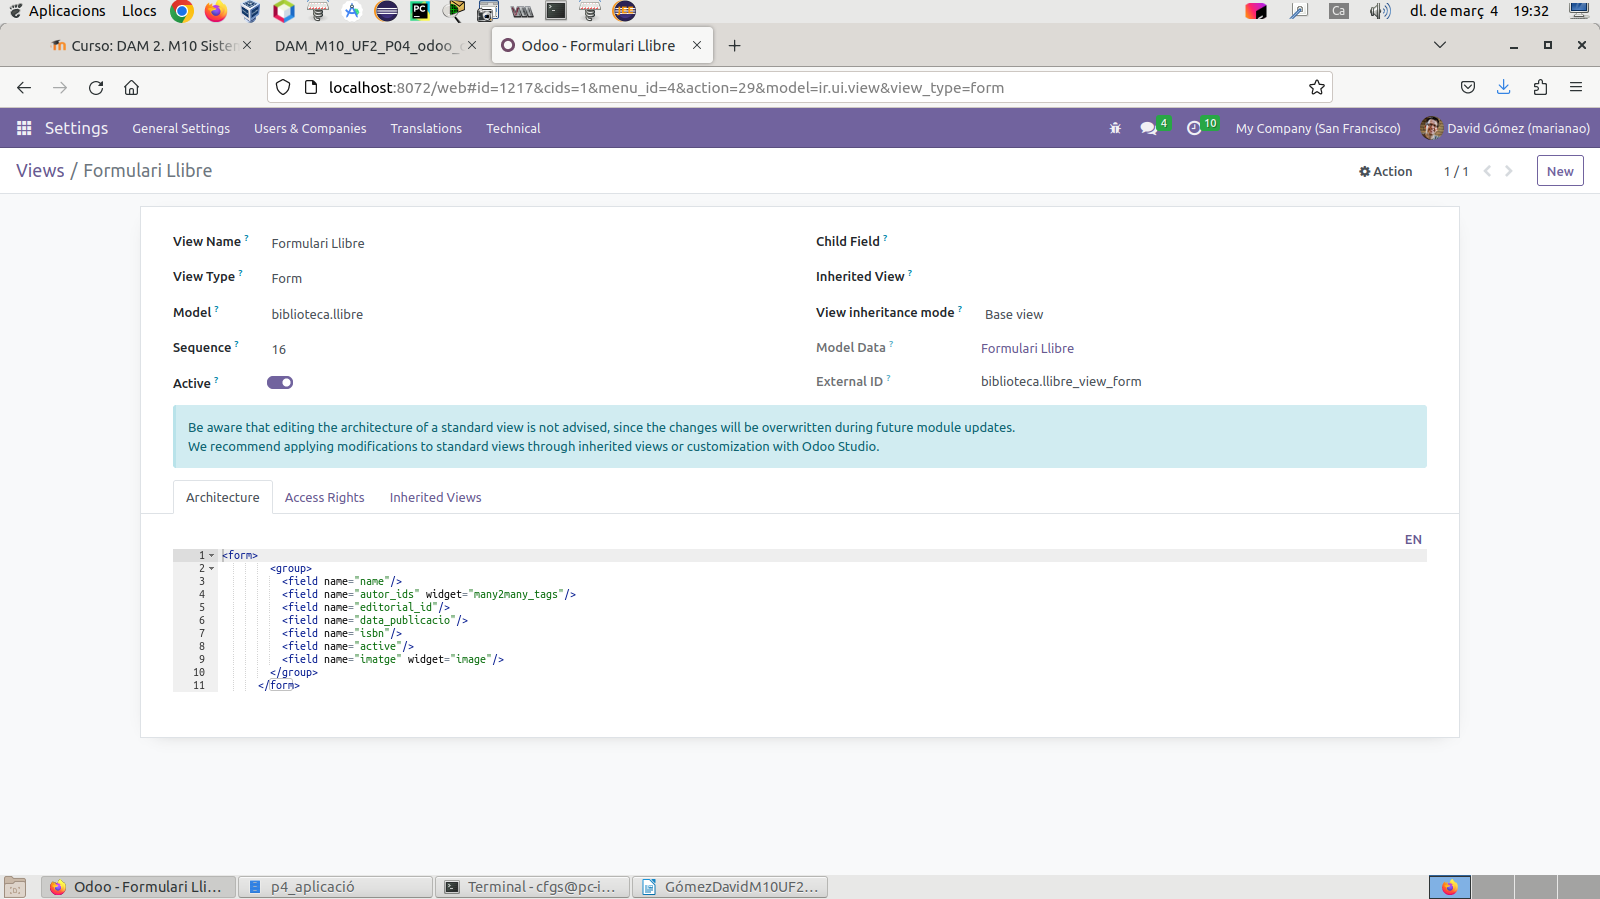 Aplicacions Llocs Ca dl. de març 4 19:32
Curso: DAM 2. M10 Sister DAM_M10_UF2_P04_odoo_ Odoo - Formulari Llibre
localhost:8072/web#id=1217&cids=1&menu_id=4&action=29&model=ir.ui.view&view_type=form
Settings General Settings Users & Companies Translations Technical 4 10 My Company (San Francisco) David Gómez (marianao)
Views / Formulari Llibre Action 1 / 1 New
View Name ? Formulari Llibre Child Field ?
View Type ? Form Inherited View ?
Model ? biblioteca.llibre View inheritance mode ? Base view
Sequence ? 16 Model Data ? Formulari Llibre
Active ? External ID ? biblioteca.llibre_view_form
Be aware that editing the architecture of a standard view is not advised, since the changes will be overwritten during future module updates.
We recommend applying modifications to standard views through inherited views or customization with Odoo Studio.
Architecture Access Rights Inherited Views
EN
1 <form>
2 <group>
3 <field name="name"/>
4 <field name="autor_ids" widget="many2many_tags"/>
5 <field name="editorial_id"/>
6 <field name="data_publicacio"/>
7 <field name="isbn"/>
8 <field name="active"/>
9 <field name="imatge" widget="image"/>
10 </group>
11 </form>
Odoo - Formulari Lli... p4_aplicació Terminal - cfgs@pc-i... GómezDavidM10UF2...